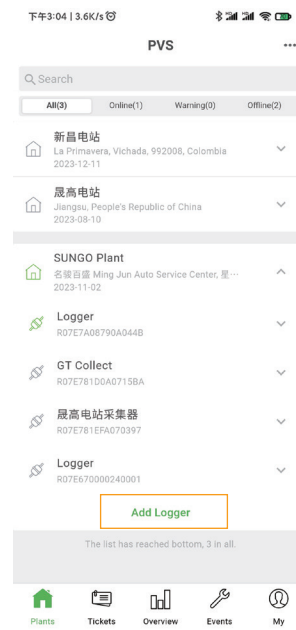 下午3:04 | 3.6K/s
PVS
Search
All(3)
Online(1)
Warning(0)
Offline(2)
新昌电站
La Primavera, Vichada, 992008, Colombia
2023-12-11
晟高电站
Jiangsu, People's Republic of China
2023-08-10
SUNGO Plant
名骏百盛 Ming Jun Auto Service Center, 星…
2023-11-02
Logger
R07E7A08790A044B
GT Collect
R07E781D0A0715BA
晟高电站采集器
R07E781EFA070397
Logger
R07E670000240001
Add Logger
The list has reached bottom, 3 in all.
Plants
Tickets
Overview
Events
My